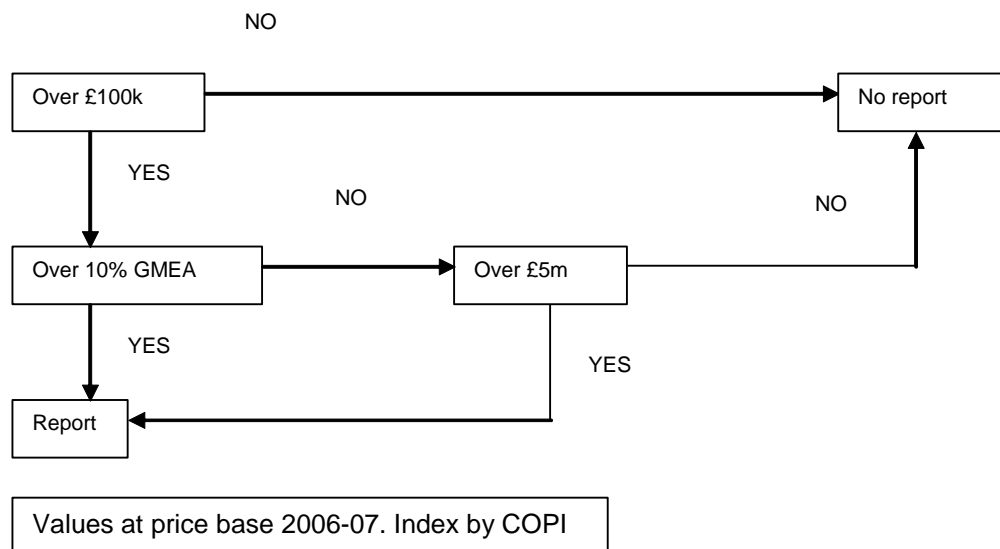 NO
Over £100k
No report
YES
NO
NO
Over 10% GMEA
Over £5m
YES
YES
Report
Values at price base 2006-07. Index by COPI